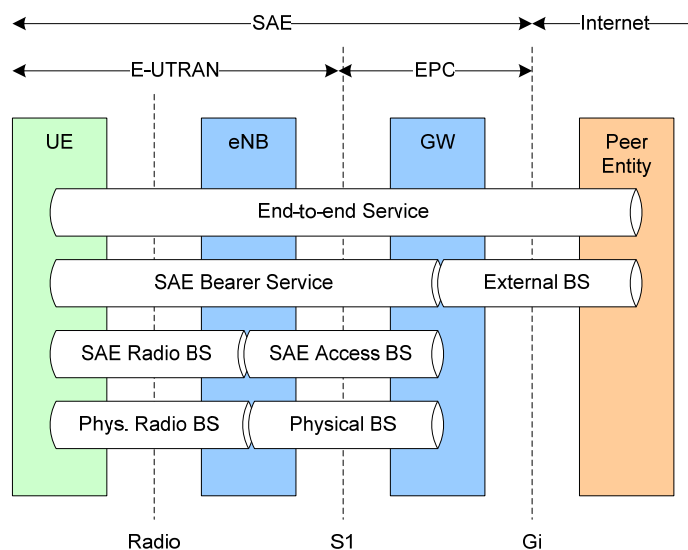 SAE
Internet
E-UTRAN
EPC
UE
eNB
GW
Peer
Entity
End-to-end Service
SAE Bearer Service
External BS
SAE Radio BS
SAE Access BS
Phys. Radio BS
Physical BS
Radio
S1
Gi